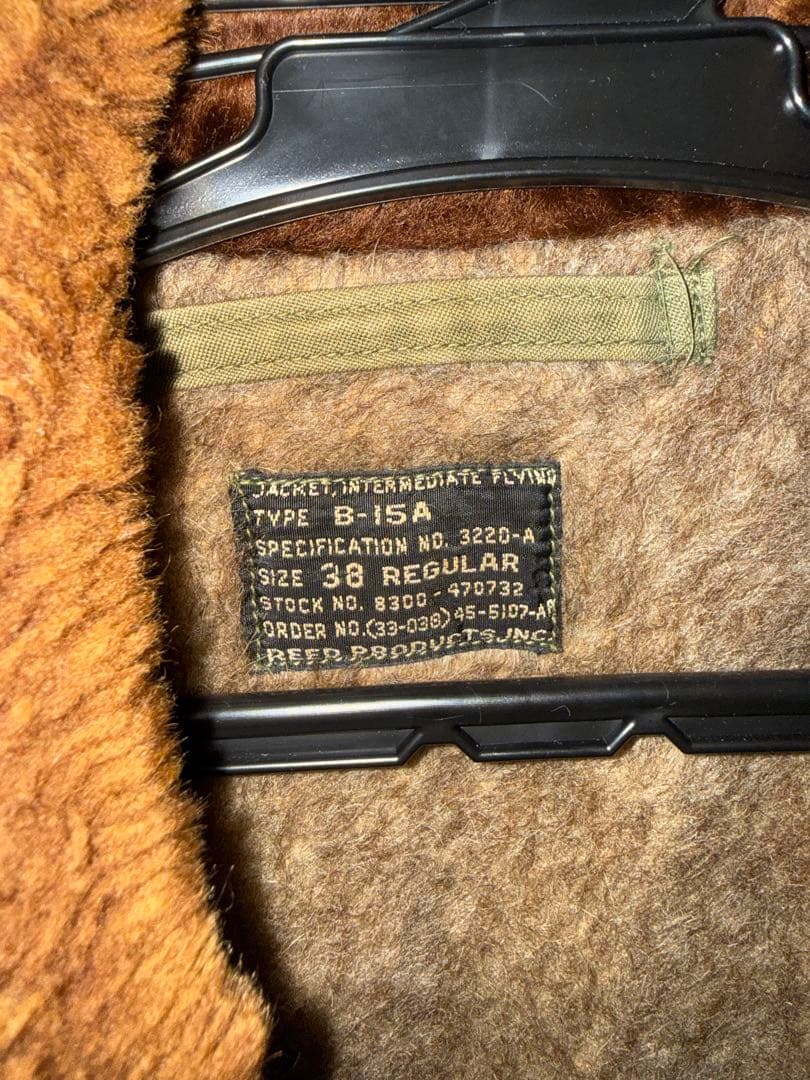 JACKET, INTERMEDIATE FLYING
TYPE B-15A
SPECIFICATION NO. 3220-A
SIZE 38 REGULAR
STOCK NO. 8300-470732
ORDER NO.(33-038)45-5107-AF
REED PRODUCTS,INC.